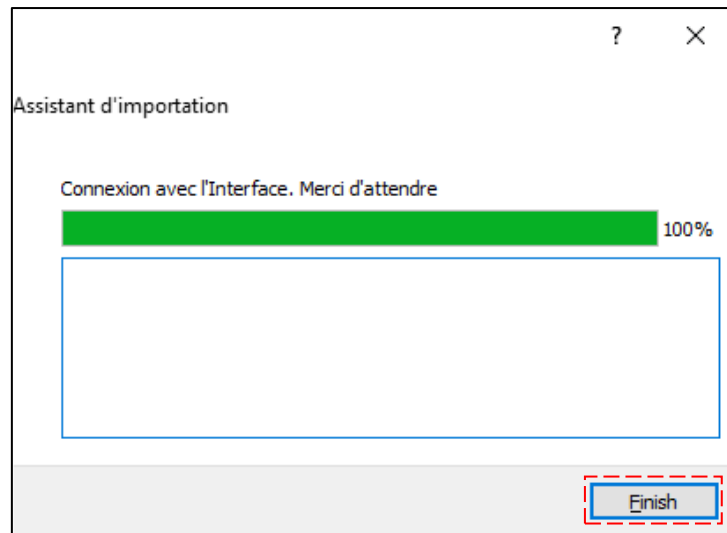 ?
Assistant d'importation
Connexion avec l'Interface. Merci d'attendre
100%
Finish